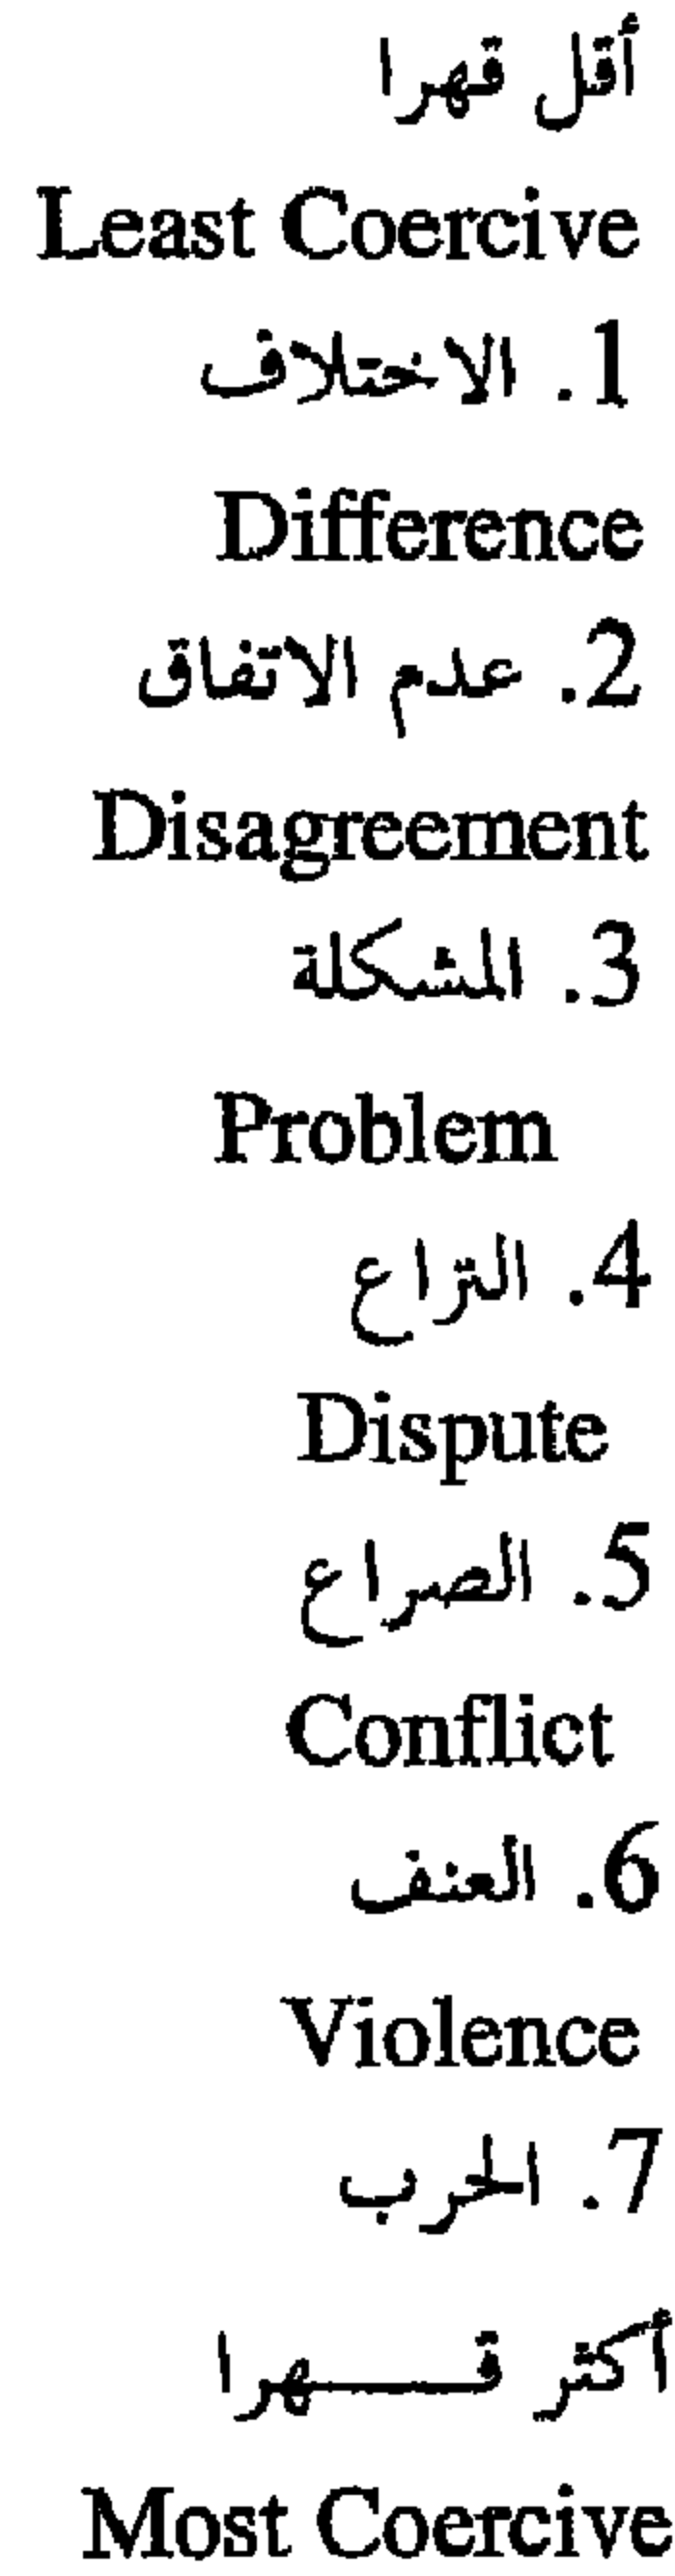 أقل قهرا
Least Coercive
1. الاختلاف
Difference
2. عدم الاتفاق
Disagreement
3. المشكلة
Problem
4. النزاع
Dispute
5. الصراع
Conflict
6. العنف
Violence
7. الحرب
أكثر قـــــهرا
Most Coercive